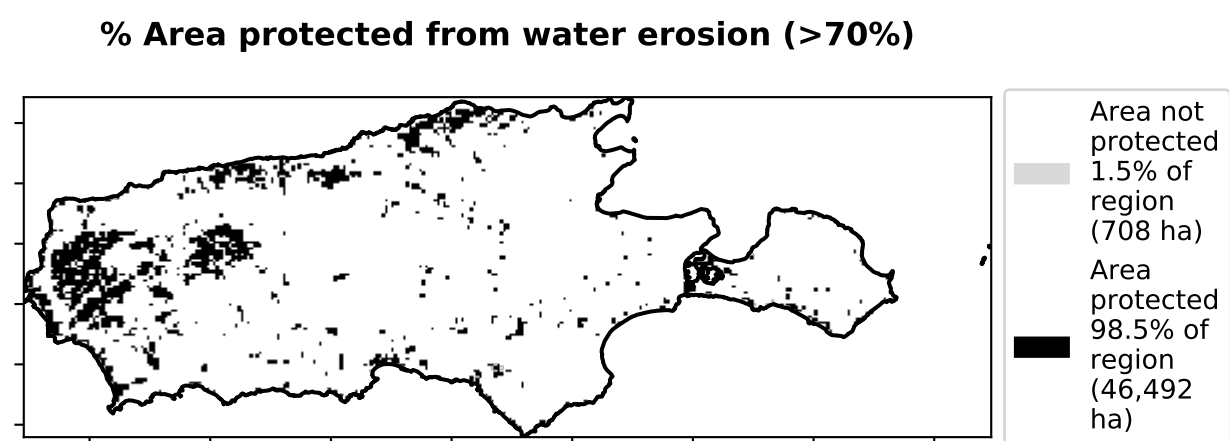 % Area protected from water erosion (>70%)
Area not
protected
1.5% of
region
(708 ha)
Area
protected
98.5% of
region
(46,492
ha)